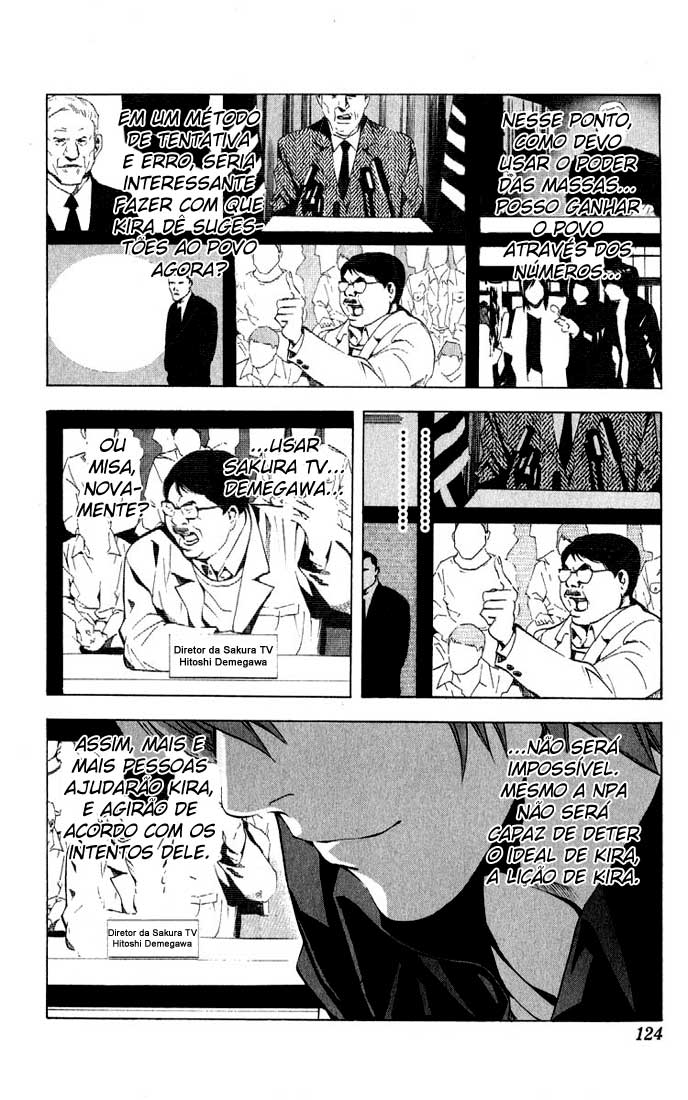 NESSE PONTO,
COMO DEVO
USAR O PODER
DAS MASSAS...
POSSO GANHAR
O POVO
ATRAVÉS DOS
NÚMEROS...
EM UM MÉTODO
DE TENTATIVA
E ERRO, SERIA
INTERESSANTE
FAZER COM QUE
KIRA DÊ SUGES-
TÕES AO POVO
AGORA?
...USAR
SAKURA TV...
DEMEGAWA...
OU
MISA,
NOVA-
MENTE?
Diretor da Sakura TV
Hitoshi Demegawa
...NÃO SERÁ
IMPOSSÍVEL.
MESMO A NPA
NÃO SERÁ
CAPAZ DE DETER
O IDEAL DE KIRA,
A LIÇÃO DE KIRA.
ASSIM, MAIS E
MAIS PESSOAS
AJUDARÃO KIRA,
E AGIRÃO DE
ACORDO COM OS
INTENTOS DELE.
Diretor da Sakura TV
Hitoshi Demegawa
124